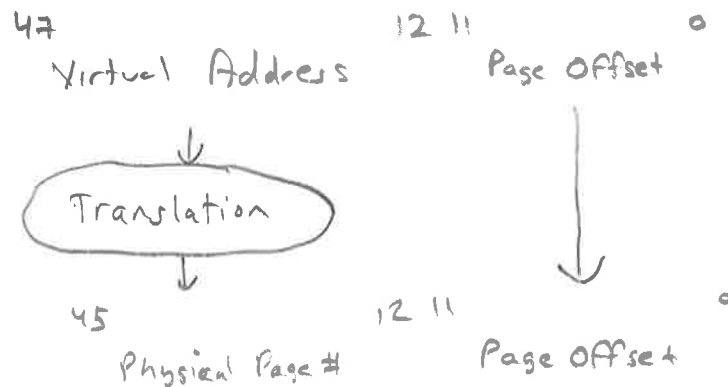 47 12 11 0
Virtual Address Page Offset
Translation
45 12 11 0
Physical Page # Page Offset